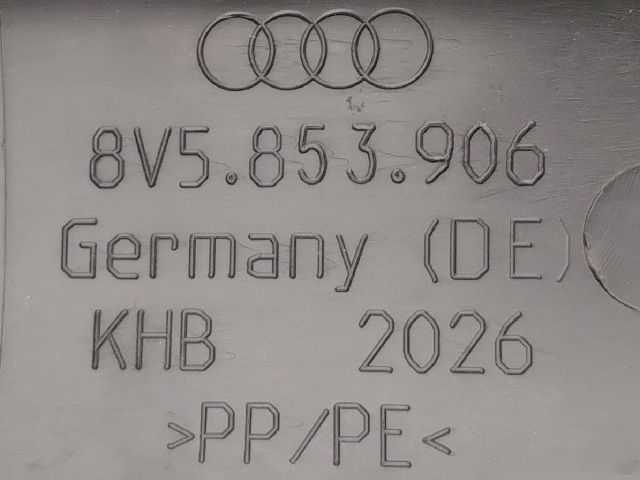 8V5.853.906
Germany (DE)
KHB 2026
>PP/PE<